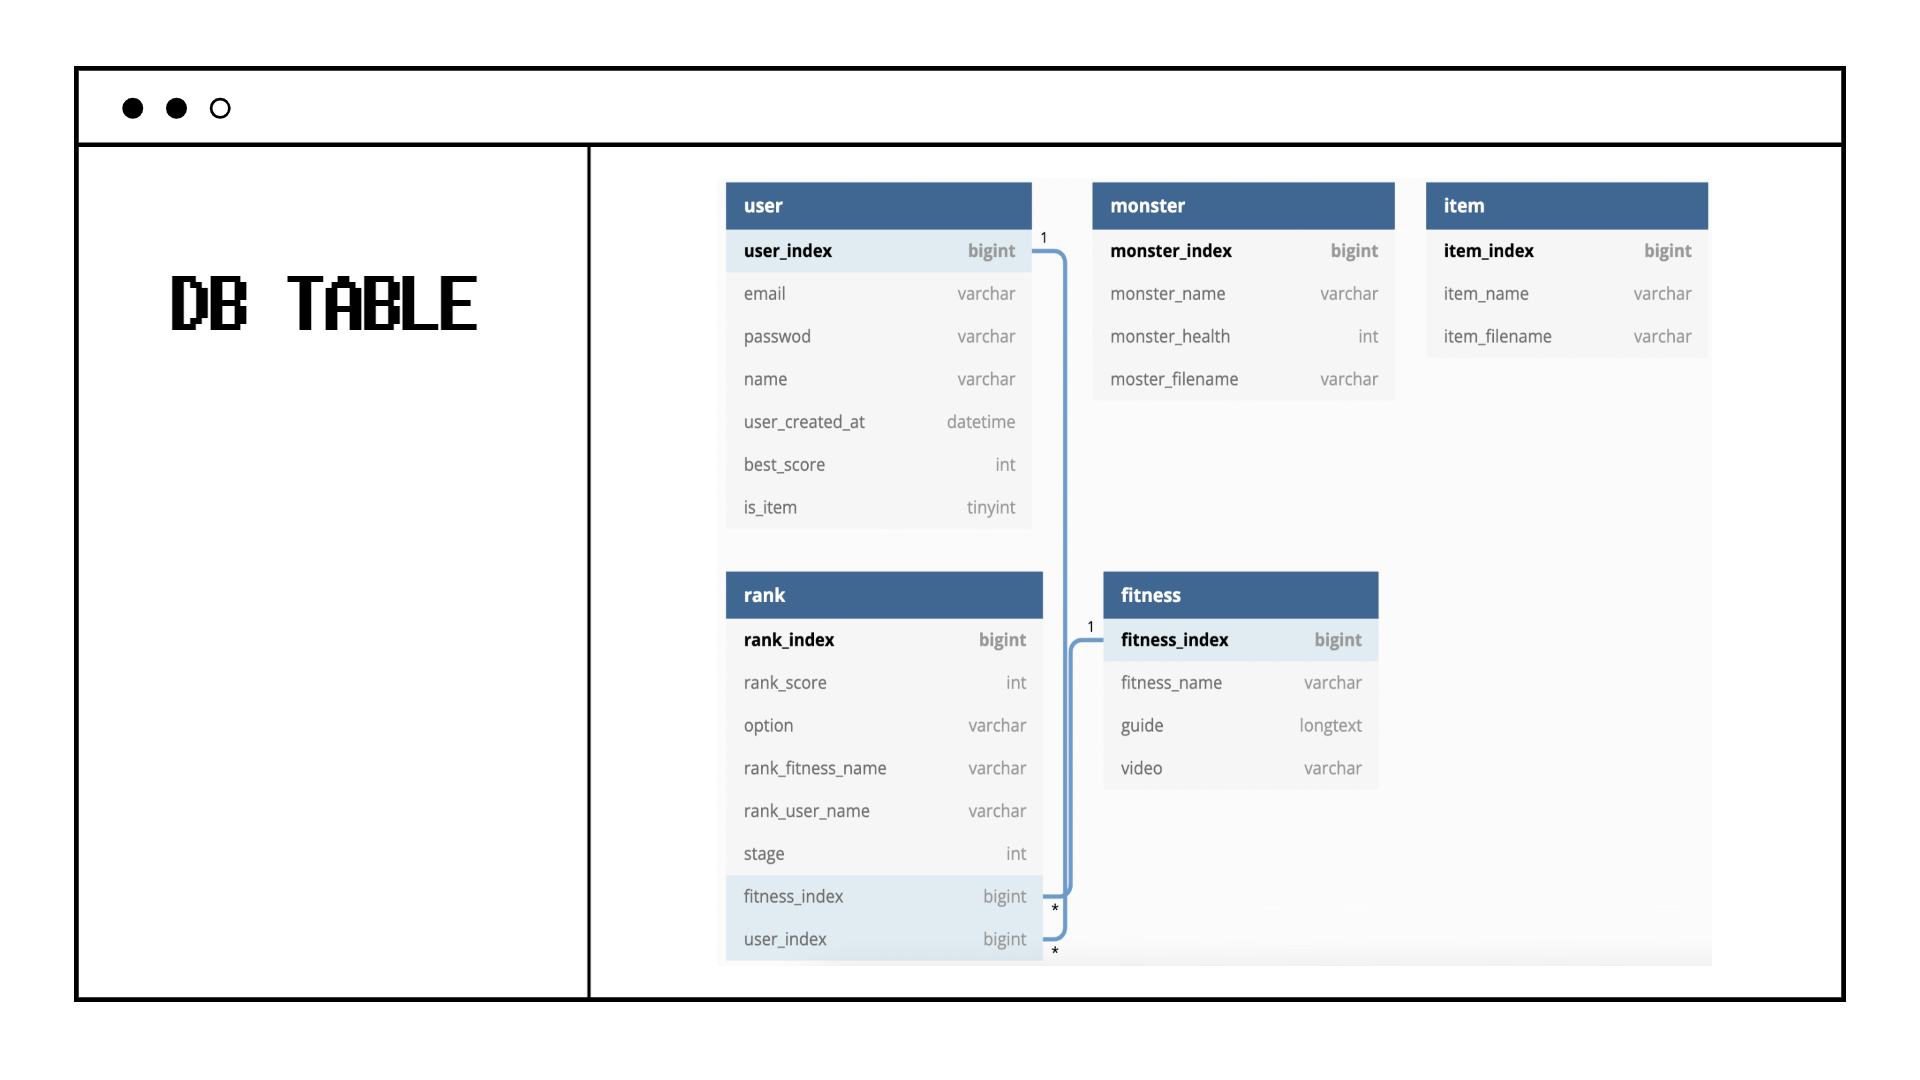 DB TABLE
user
user_index bigint
email varchar
passwod varchar
name varchar
user_created_at datetime
best_score int
is_item tinyint
1
monster
monster_index bigint
monster_name varchar
monster_health int
moster_filename varchar
item
item_index bigint
item_name varchar
item_filename varchar
rank
rank_index bigint
rank_score int
option varchar
rank_fitness_name varchar
rank_user_name varchar
stage int
fitness_index bigint
*
user_index bigint
*
1
fitness
fitness_index bigint
fitness_name varchar
guide longtext
video varchar